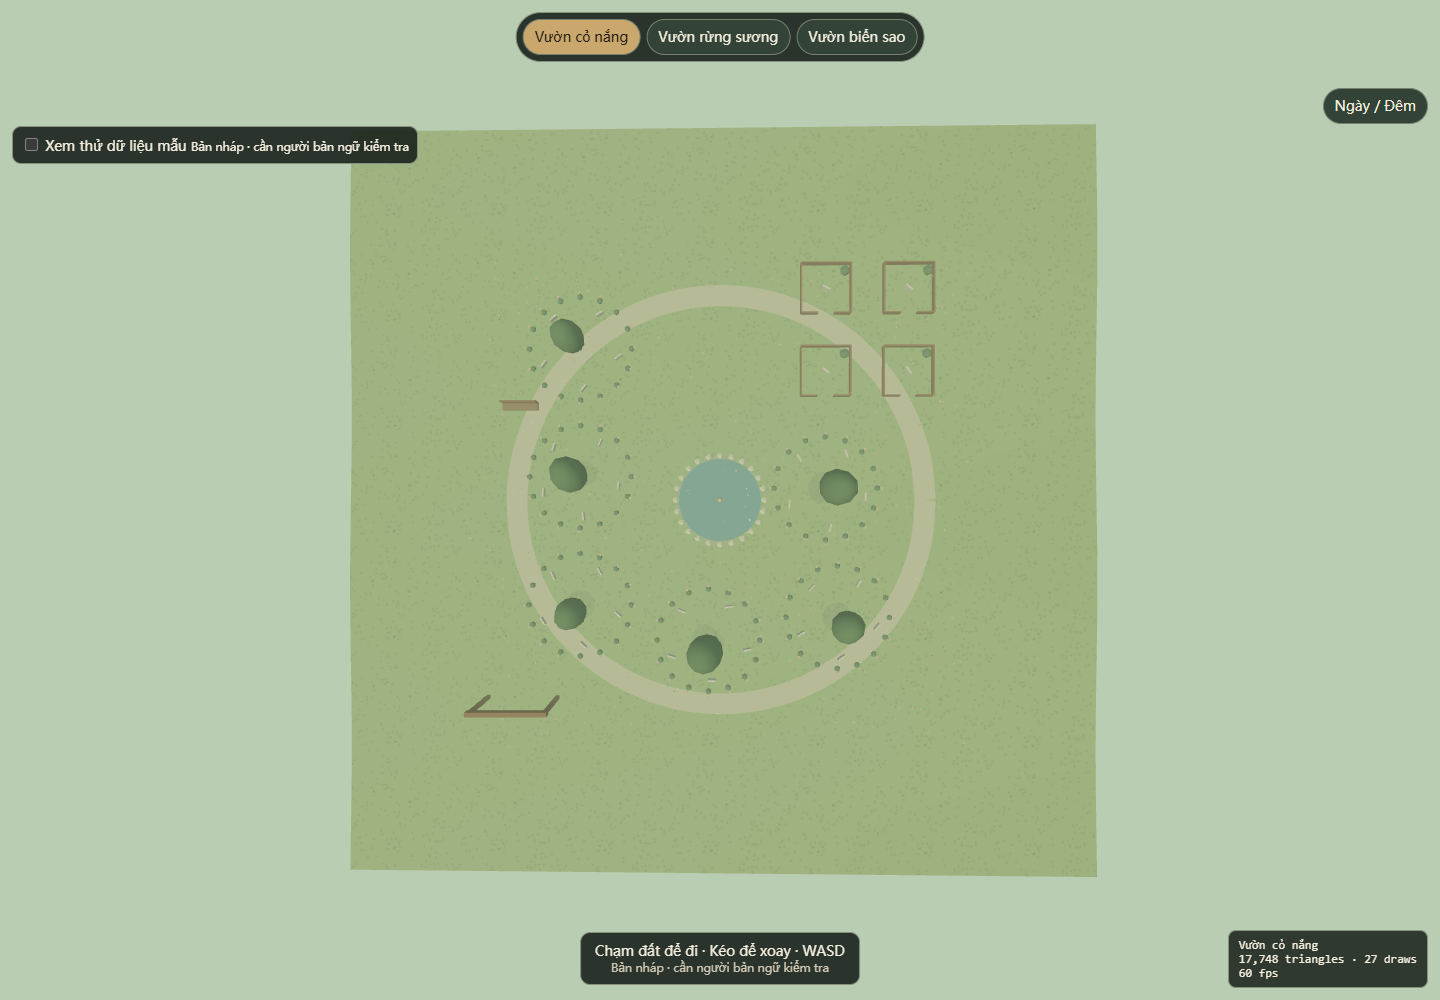 Vườn cỏ nắng
Vườn rừng sương
Vườn biển sao
Ngày / Đêm
Xem thử dữ liệu mẫu Bản nháp · cần người bản ngữ kiểm tra
Chạm đất để đi · Kéo để xoay · WASD
Bản nháp · cần người bản ngữ kiểm tra
Vườn cỏ nắng
17,748 triangles · 27 draws
60 fps